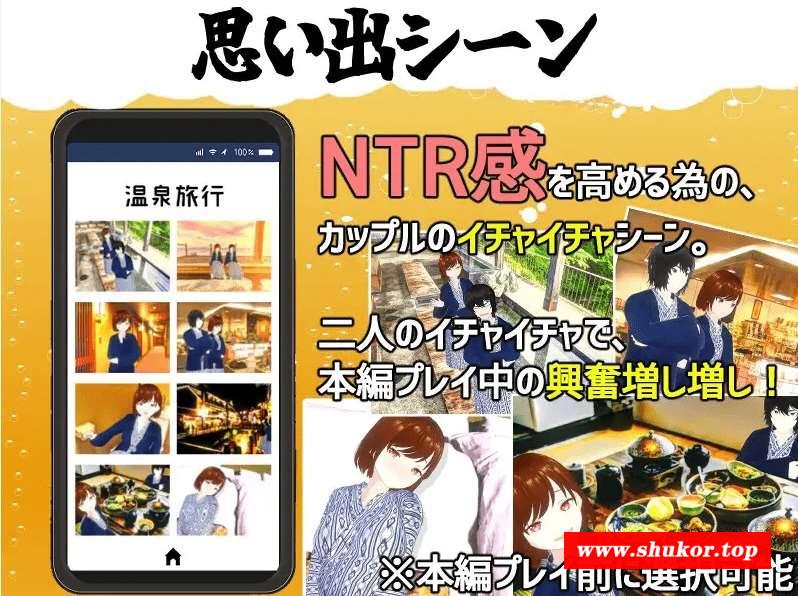 思い出シーン
100%
温泉旅行
NTR感を高める為の、
カップルのイチャイチャシーン。
二人のイチャイチャで、
本編プレイ中の興奮増し増し！
www.shukor.top
※本編プレイ前に選択可能